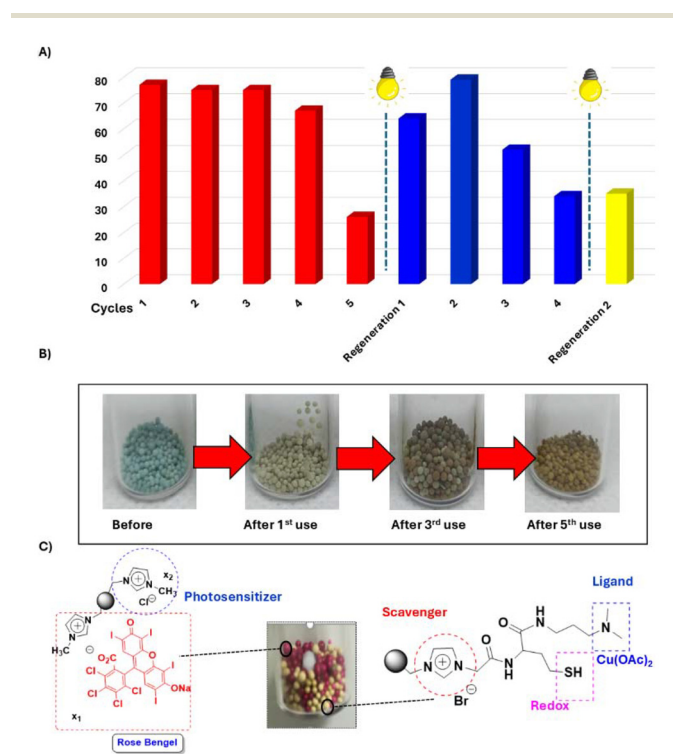 A)
80
70
60
50
40
30
20
10
0
Cycles
1
2
3
4
5
Regeneration 1
2
3
4
Regeneration 2
B)
Before
After 1st use
After 3rd use
After 5th use
C)
x2
N
N
CH3
Cl⊖
Photosensitizer
N
N
H3C
⊖
O
I
I
CO2
O
Cl
Cl
I
ONa
Cl
Cl
I
x1
Rose Bengel
Scavenger
Ligand
HN
N
O
O
N
N
N
H
SH
Cu(OAc)2
Br⊖
Redox